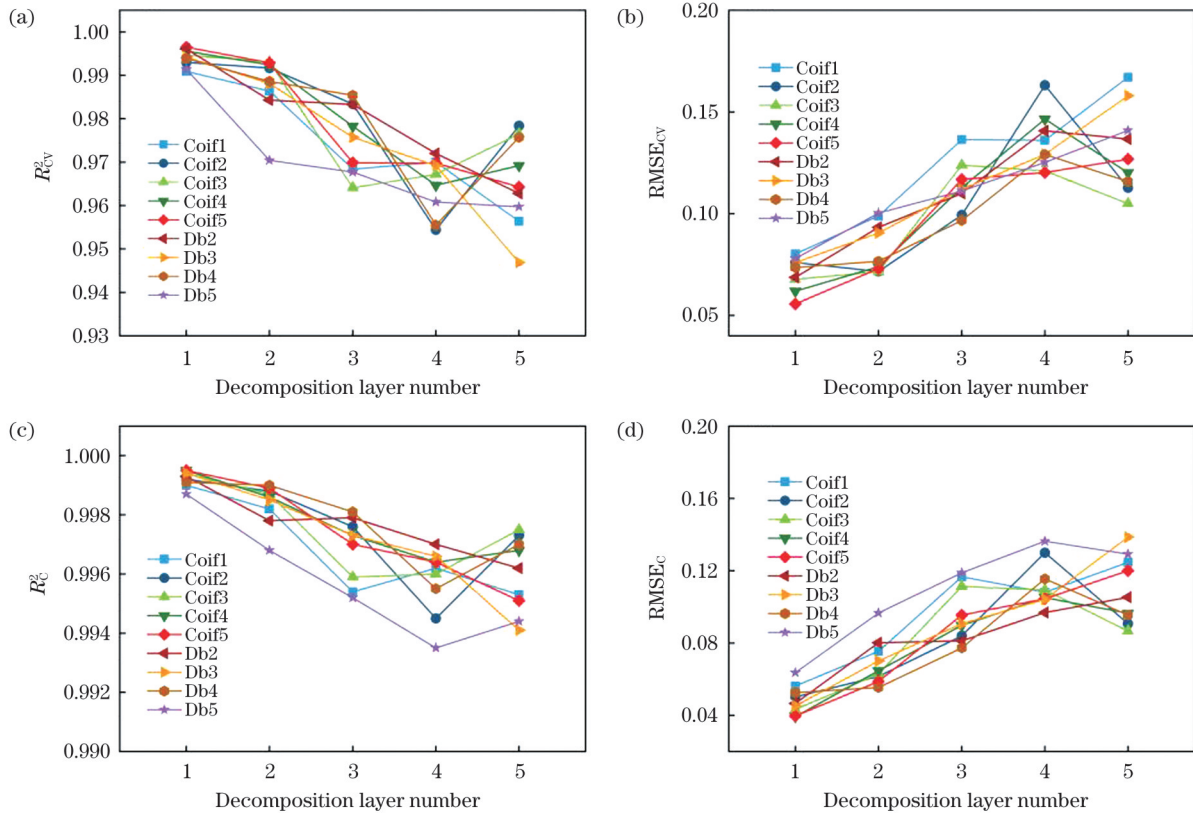 (a)
1.00
0.99
0.98
0.97
0.96
0.95
0.94
0.93
R²CV
Coif1
Coif2
Coif3
Coif4
Coif5
Db2
Db3
Db4
Db5
1 2 3 4 5
Decomposition layer number
(b)
0.20
0.15
0.10
0.05
RMSECV
Coif1
Coif2
Coif3
Coif4
Coif5
Db2
Db3
Db4
Db5
1 2 3 4 5
Decomposition layer number
(c)
1.000
0.998
0.996
0.994
0.992
0.990
R²C
Coif1
Coif2
Coif3
Coif4
Coif5
Db2
Db3
Db4
Db5
1 2 3 4 5
Decomposition layer number
(d)
0.20
0.16
0.12
0.08
0.04
RMSEC
Coif1
Coif2
Coif3
Coif4
Coif5
Db2
Db3
Db4
Db5
1 2 3 4 5
Decomposition layer number